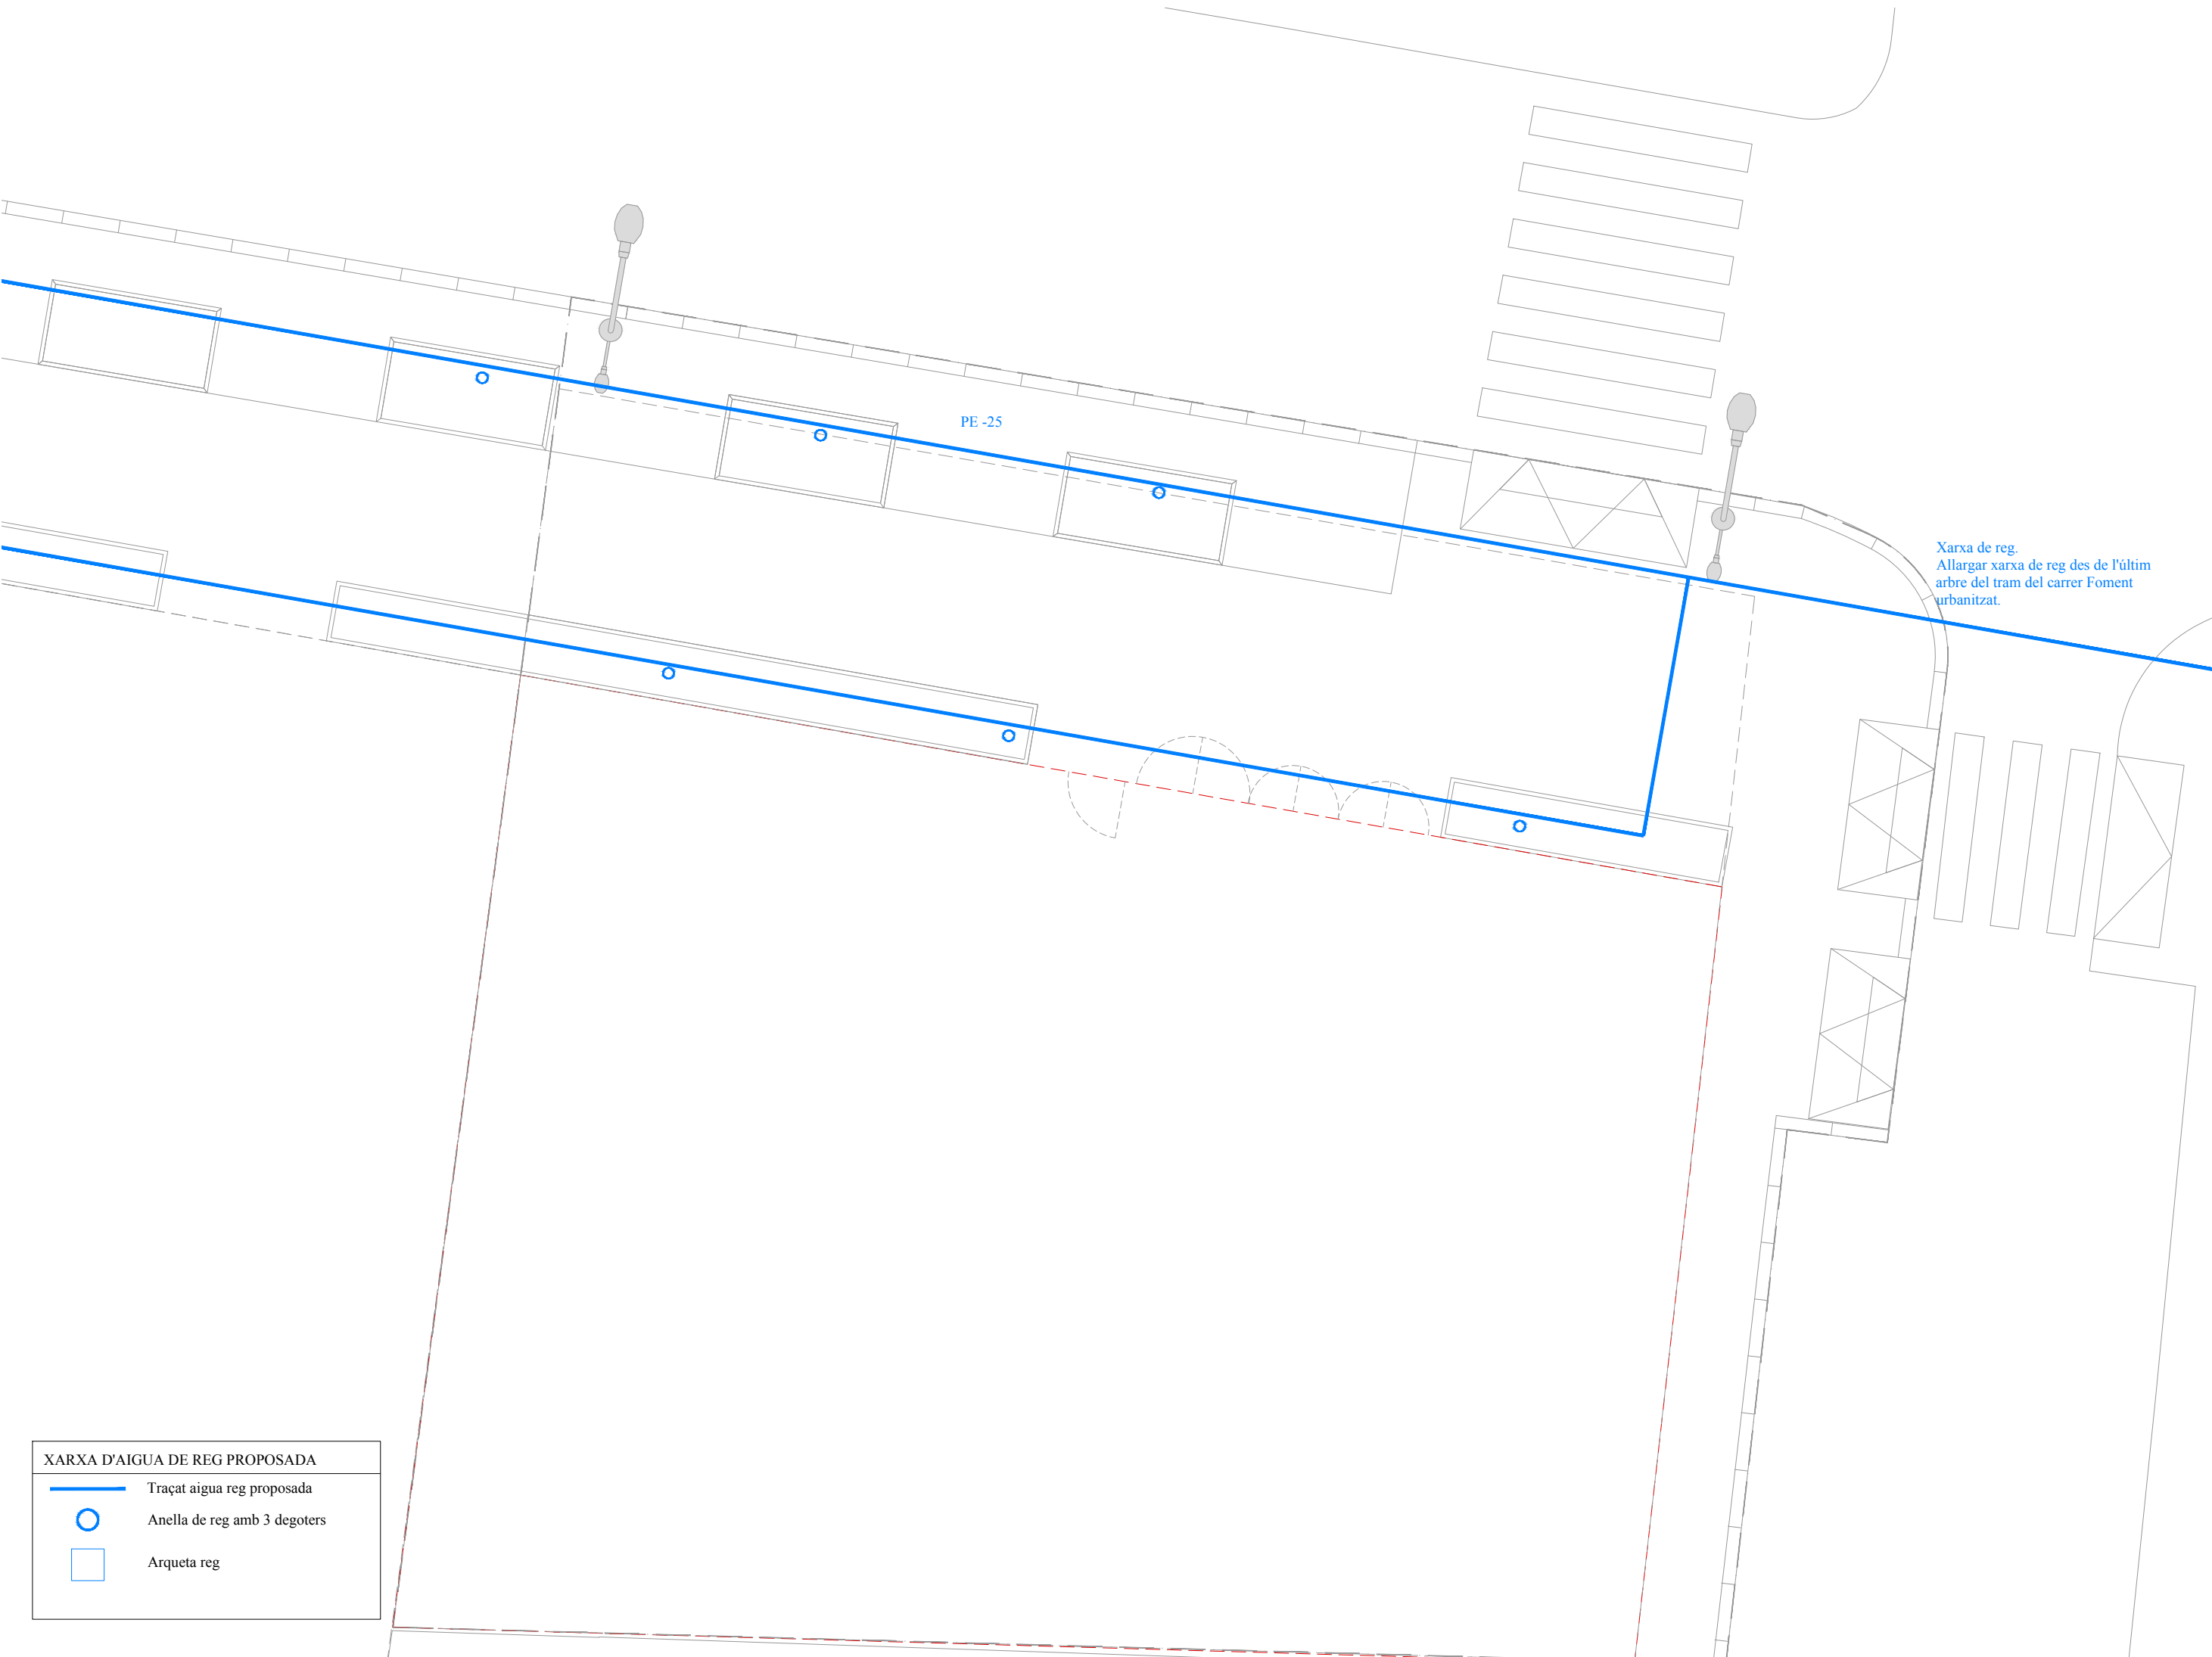 PE -25
Xarxa de reg.
Allargar xarxa de reg des de l'últim
arbre del tram del carrer Foment
urbanitzat.
XARXA D'AIGUA DE REG PROPOSADA
Traçat aigua reg proposada
Anella de reg amb 3 degoters
Arqueta reg